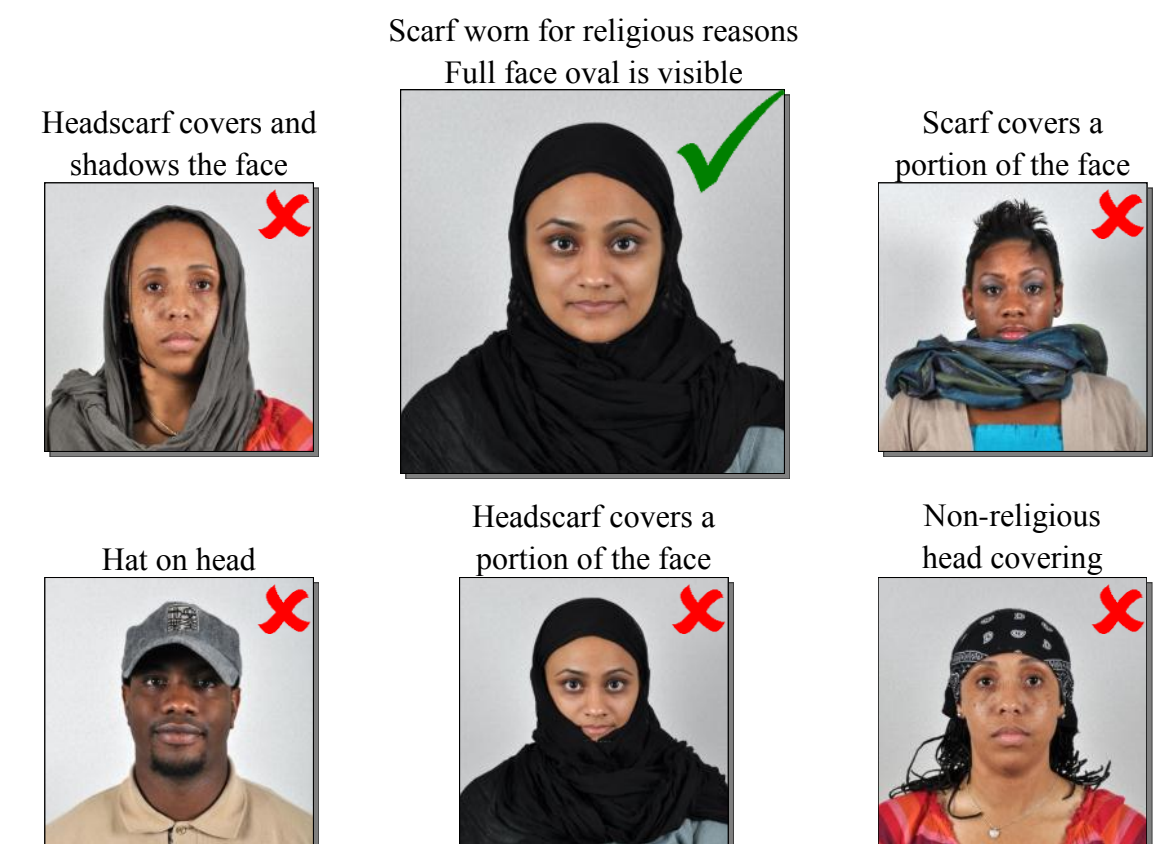 Scarf worn for religious reasons
Full face oval is visible
Headscarf covers and
shadows the face
Scarf covers a
portion of the face
Hat on head
Headscarf covers a
portion of the face
Non-religious
head covering